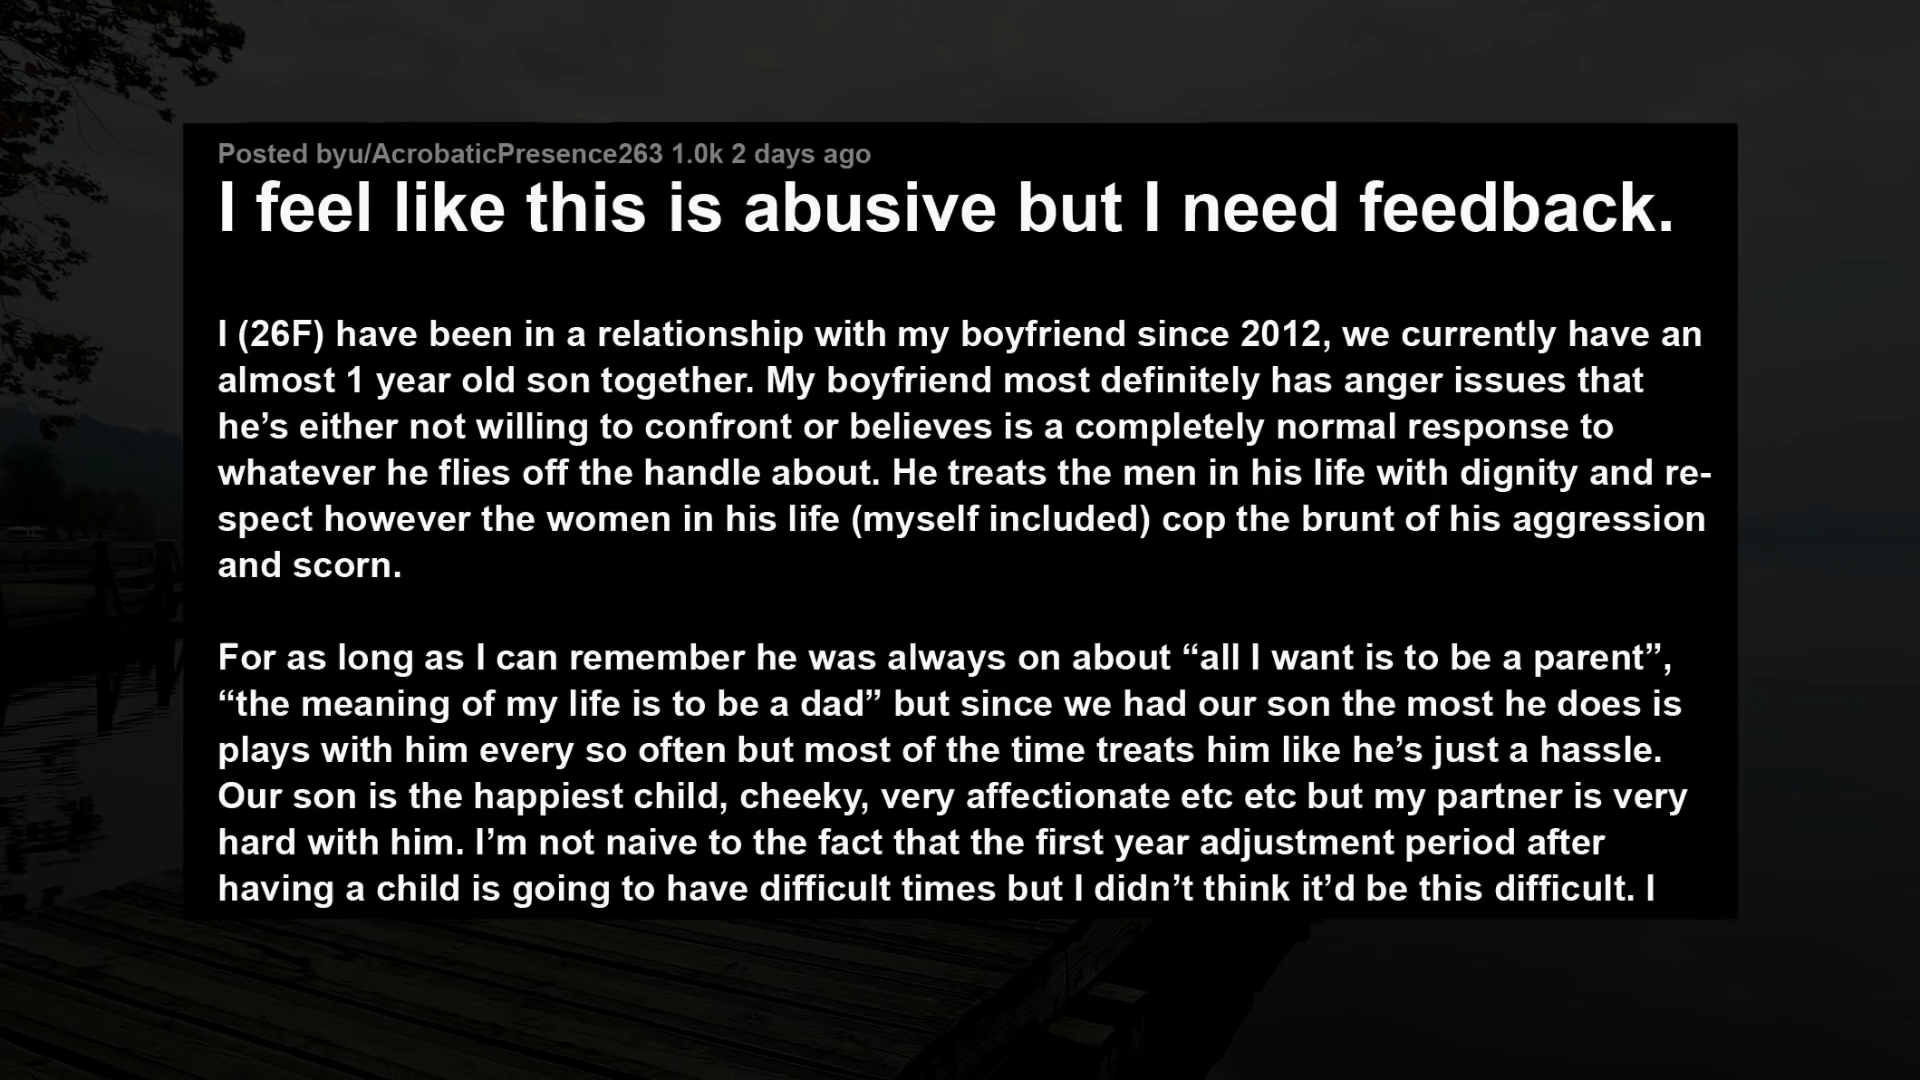 Posted byu/AcrobaticPresence263 1.0k 2 days ago
I feel like this is abusive but I need feedback.
I (26F) have been in a relationship with my boyfriend since 2012, we currently have an
almost 1 year old son together. My boyfriend most definitely has anger issues that
he’s either not willing to confront or believes is a completely normal response to
whatever he flies off the handle about. He treats the men in his life with dignity and re-
spect however the women in his life (myself included) cop the brunt of his aggression
and scorn.
For as long as I can remember he was always on about “all I want is to be a parent”,
“the meaning of my life is to be a dad” but since we had our son the most he does is
plays with him every so often but most of the time treats him like he’s just a hassle.
Our son is the happiest child, cheeky, very affectionate etc etc but my partner is very
hard with him. I’m not naive to the fact that the first year adjustment period after
having a child is going to have difficult times but I didn’t think it’d be this difficult. I